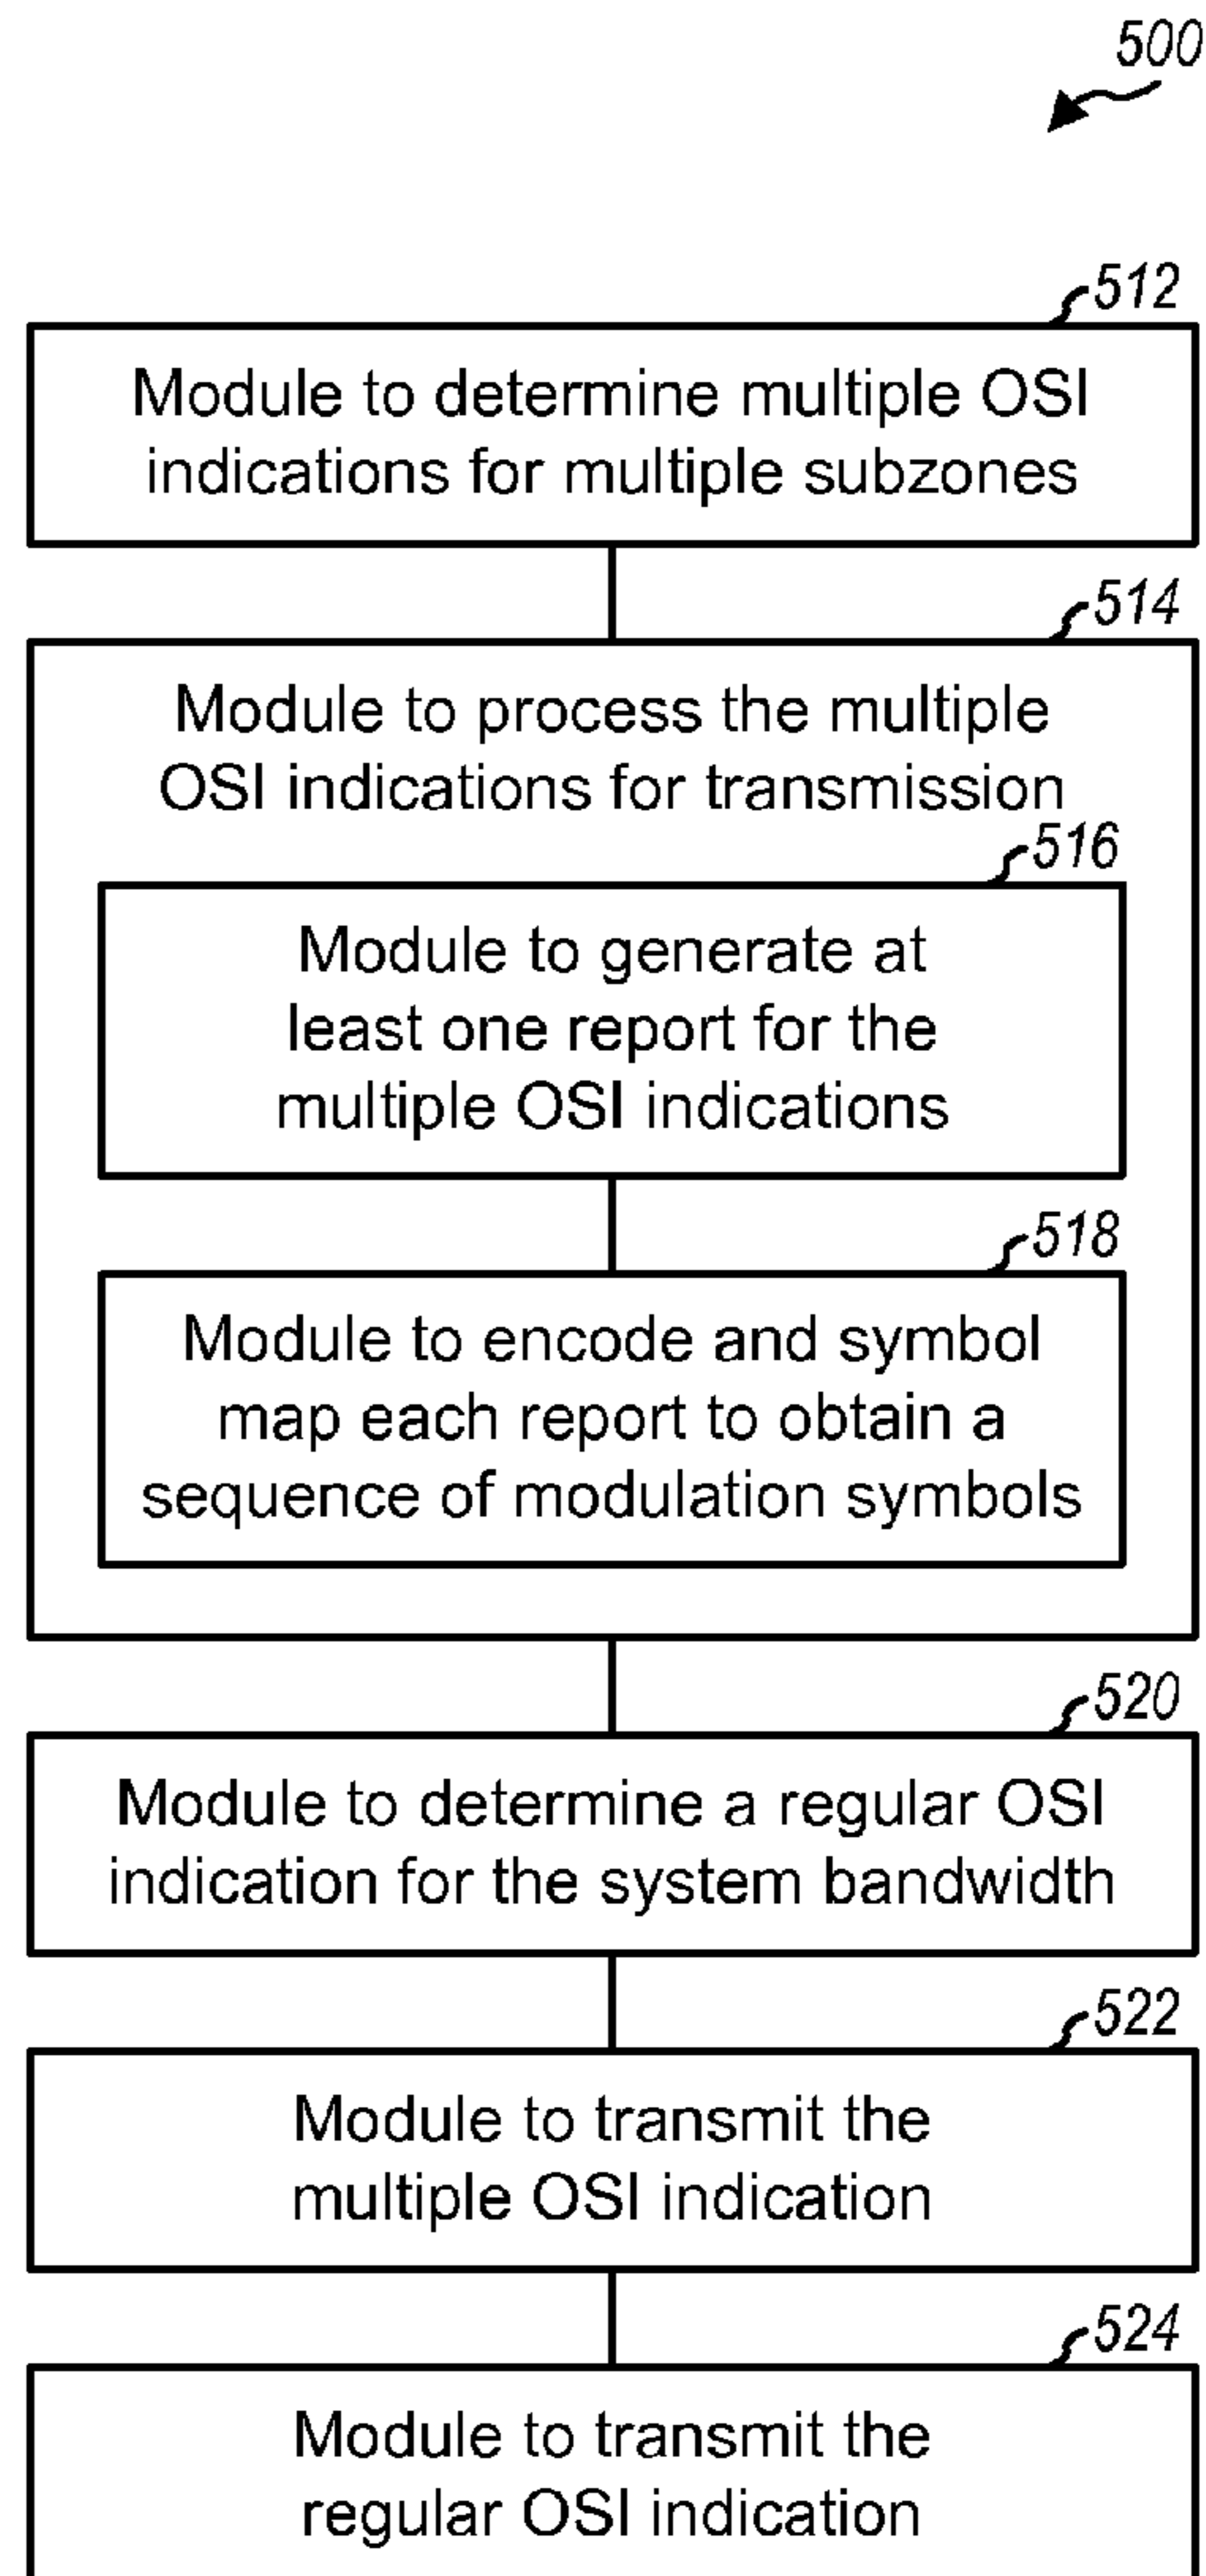 500
512
Module to determine multiple OSI
indications for multiple subzones
514
Module to process the multiple
OSI indications for transmission
516
Module to generate at
least one report for the
multiple OSI indications
518
Module to encode and symbol
map each report to obtain a
sequence of modulation symbols
520
Module to determine a regular OSI
indication for the system bandwidth
522
Module to transmit the
multiple OSI indication
524
Module to transmit the
regular OSI indication